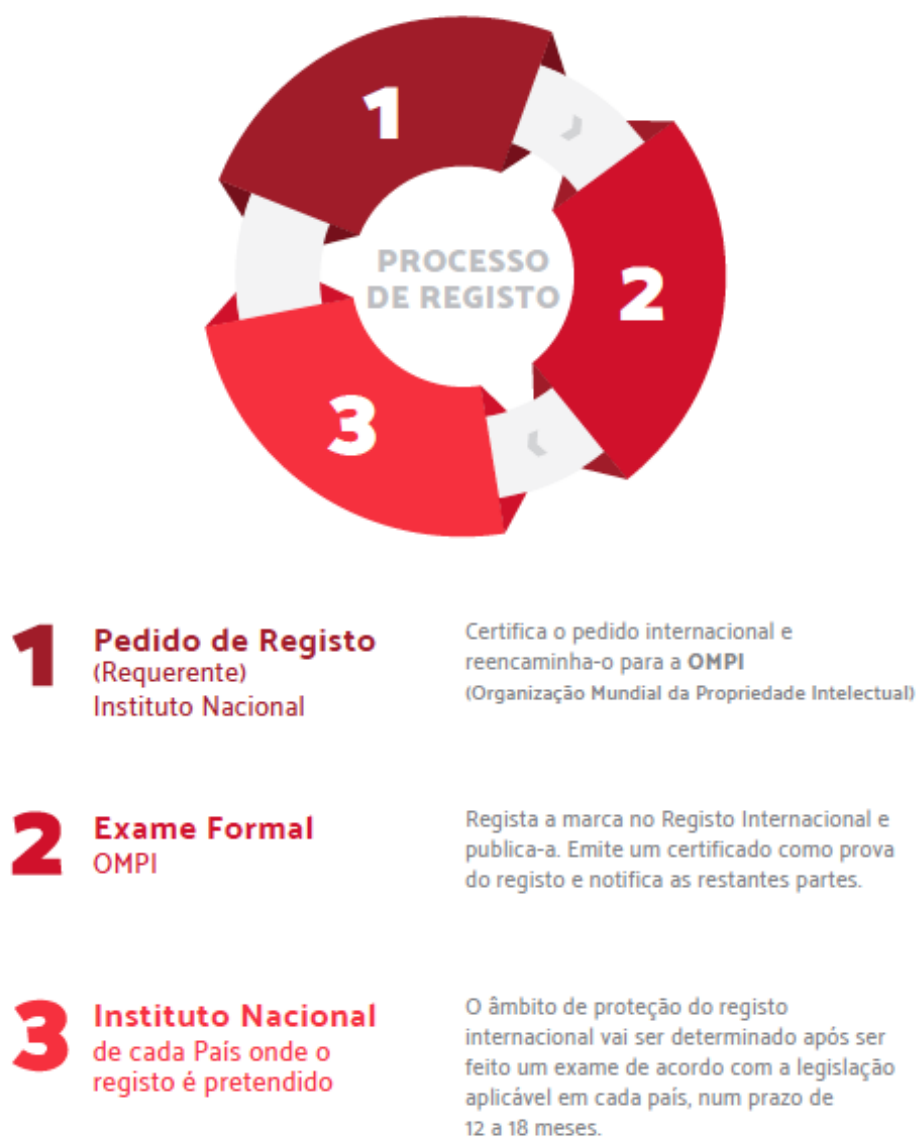 1
2
3
PROCESSO
DE REGISTO
1
Pedido de Registo
(Requerente)
Instituto Nacional
Certifica o pedido internacional e
reencaminha-o para a OMPI
(Organização Mundial da Propriedade Intelectual)
2
Exame Formal
OMPI
Regista a marca no Registo Internacional e
publica-a. Emite um certificado como prova
do registo e notifica as restantes partes.
3
Instituto Nacional
de cada País onde o
registo é pretendido
O âmbito de proteção do registo
internacional vai ser determinado após ser
feito um exame de acordo com a legislação
aplicável em cada país, num prazo de
12 a 18 meses.